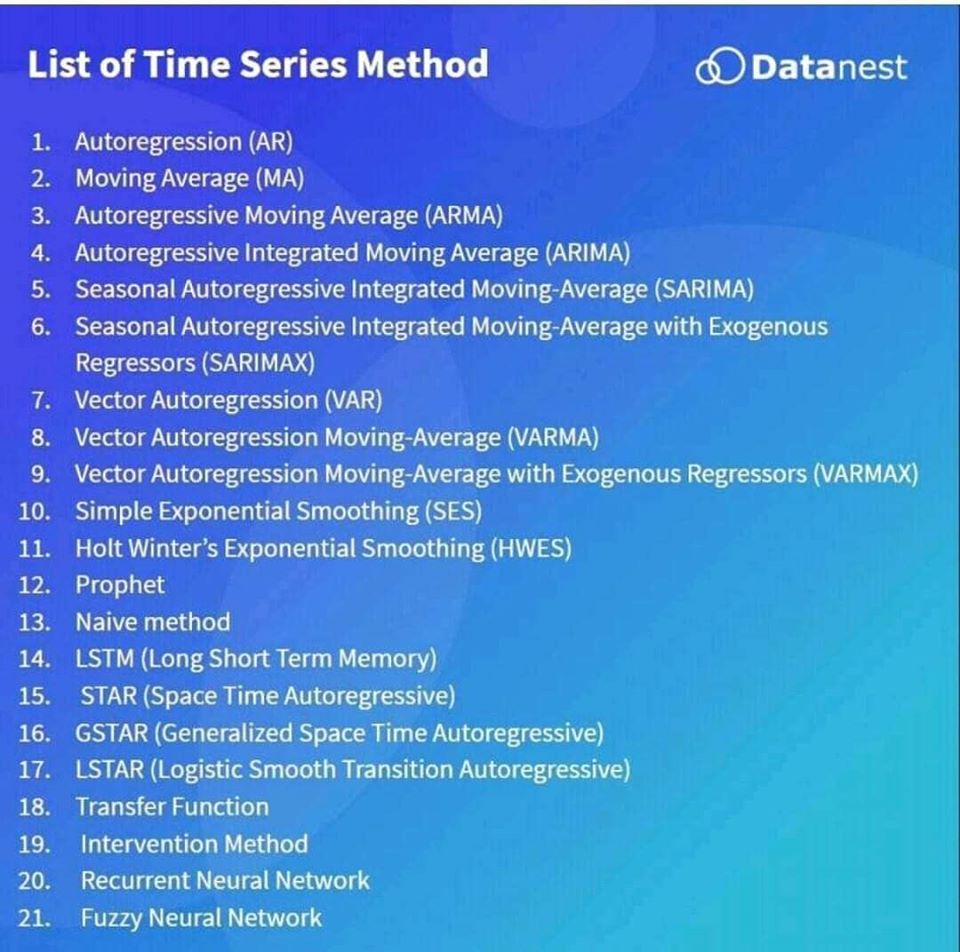 List of Time Series Method
Datanest
1. Autoregression (AR)
2. Moving Average (MA)
3. Autoregressive Moving Average (ARMA)
4. Autoregressive Integrated Moving Average (ARIMA)
5. Seasonal Autoregressive Integrated Moving-Average (SARIMA)
6. Seasonal Autoregressive Integrated Moving-Average with Exogenous
Regressors (SARIMAX)
7. Vector Autoregression (VAR)
8. Vector Autoregression Moving-Average (VARMA)
9. Vector Autoregression Moving-Average with Exogenous Regressors (VARMAX)
10. Simple Exponential Smoothing (SES)
11. Holt Winter’s Exponential Smoothing (HWES)
12. Prophet
13. Naive method
14. LSTM (Long Short Term Memory)
15. STAR (Space Time Autoregressive)
16. GSTAR (Generalized Space Time Autoregressive)
17. LSTAR (Logistic Smooth Transition Autoregressive)
18. Transfer Function
19. Intervention Method
20. Recurrent Neural Network
21. Fuzzy Neural Network